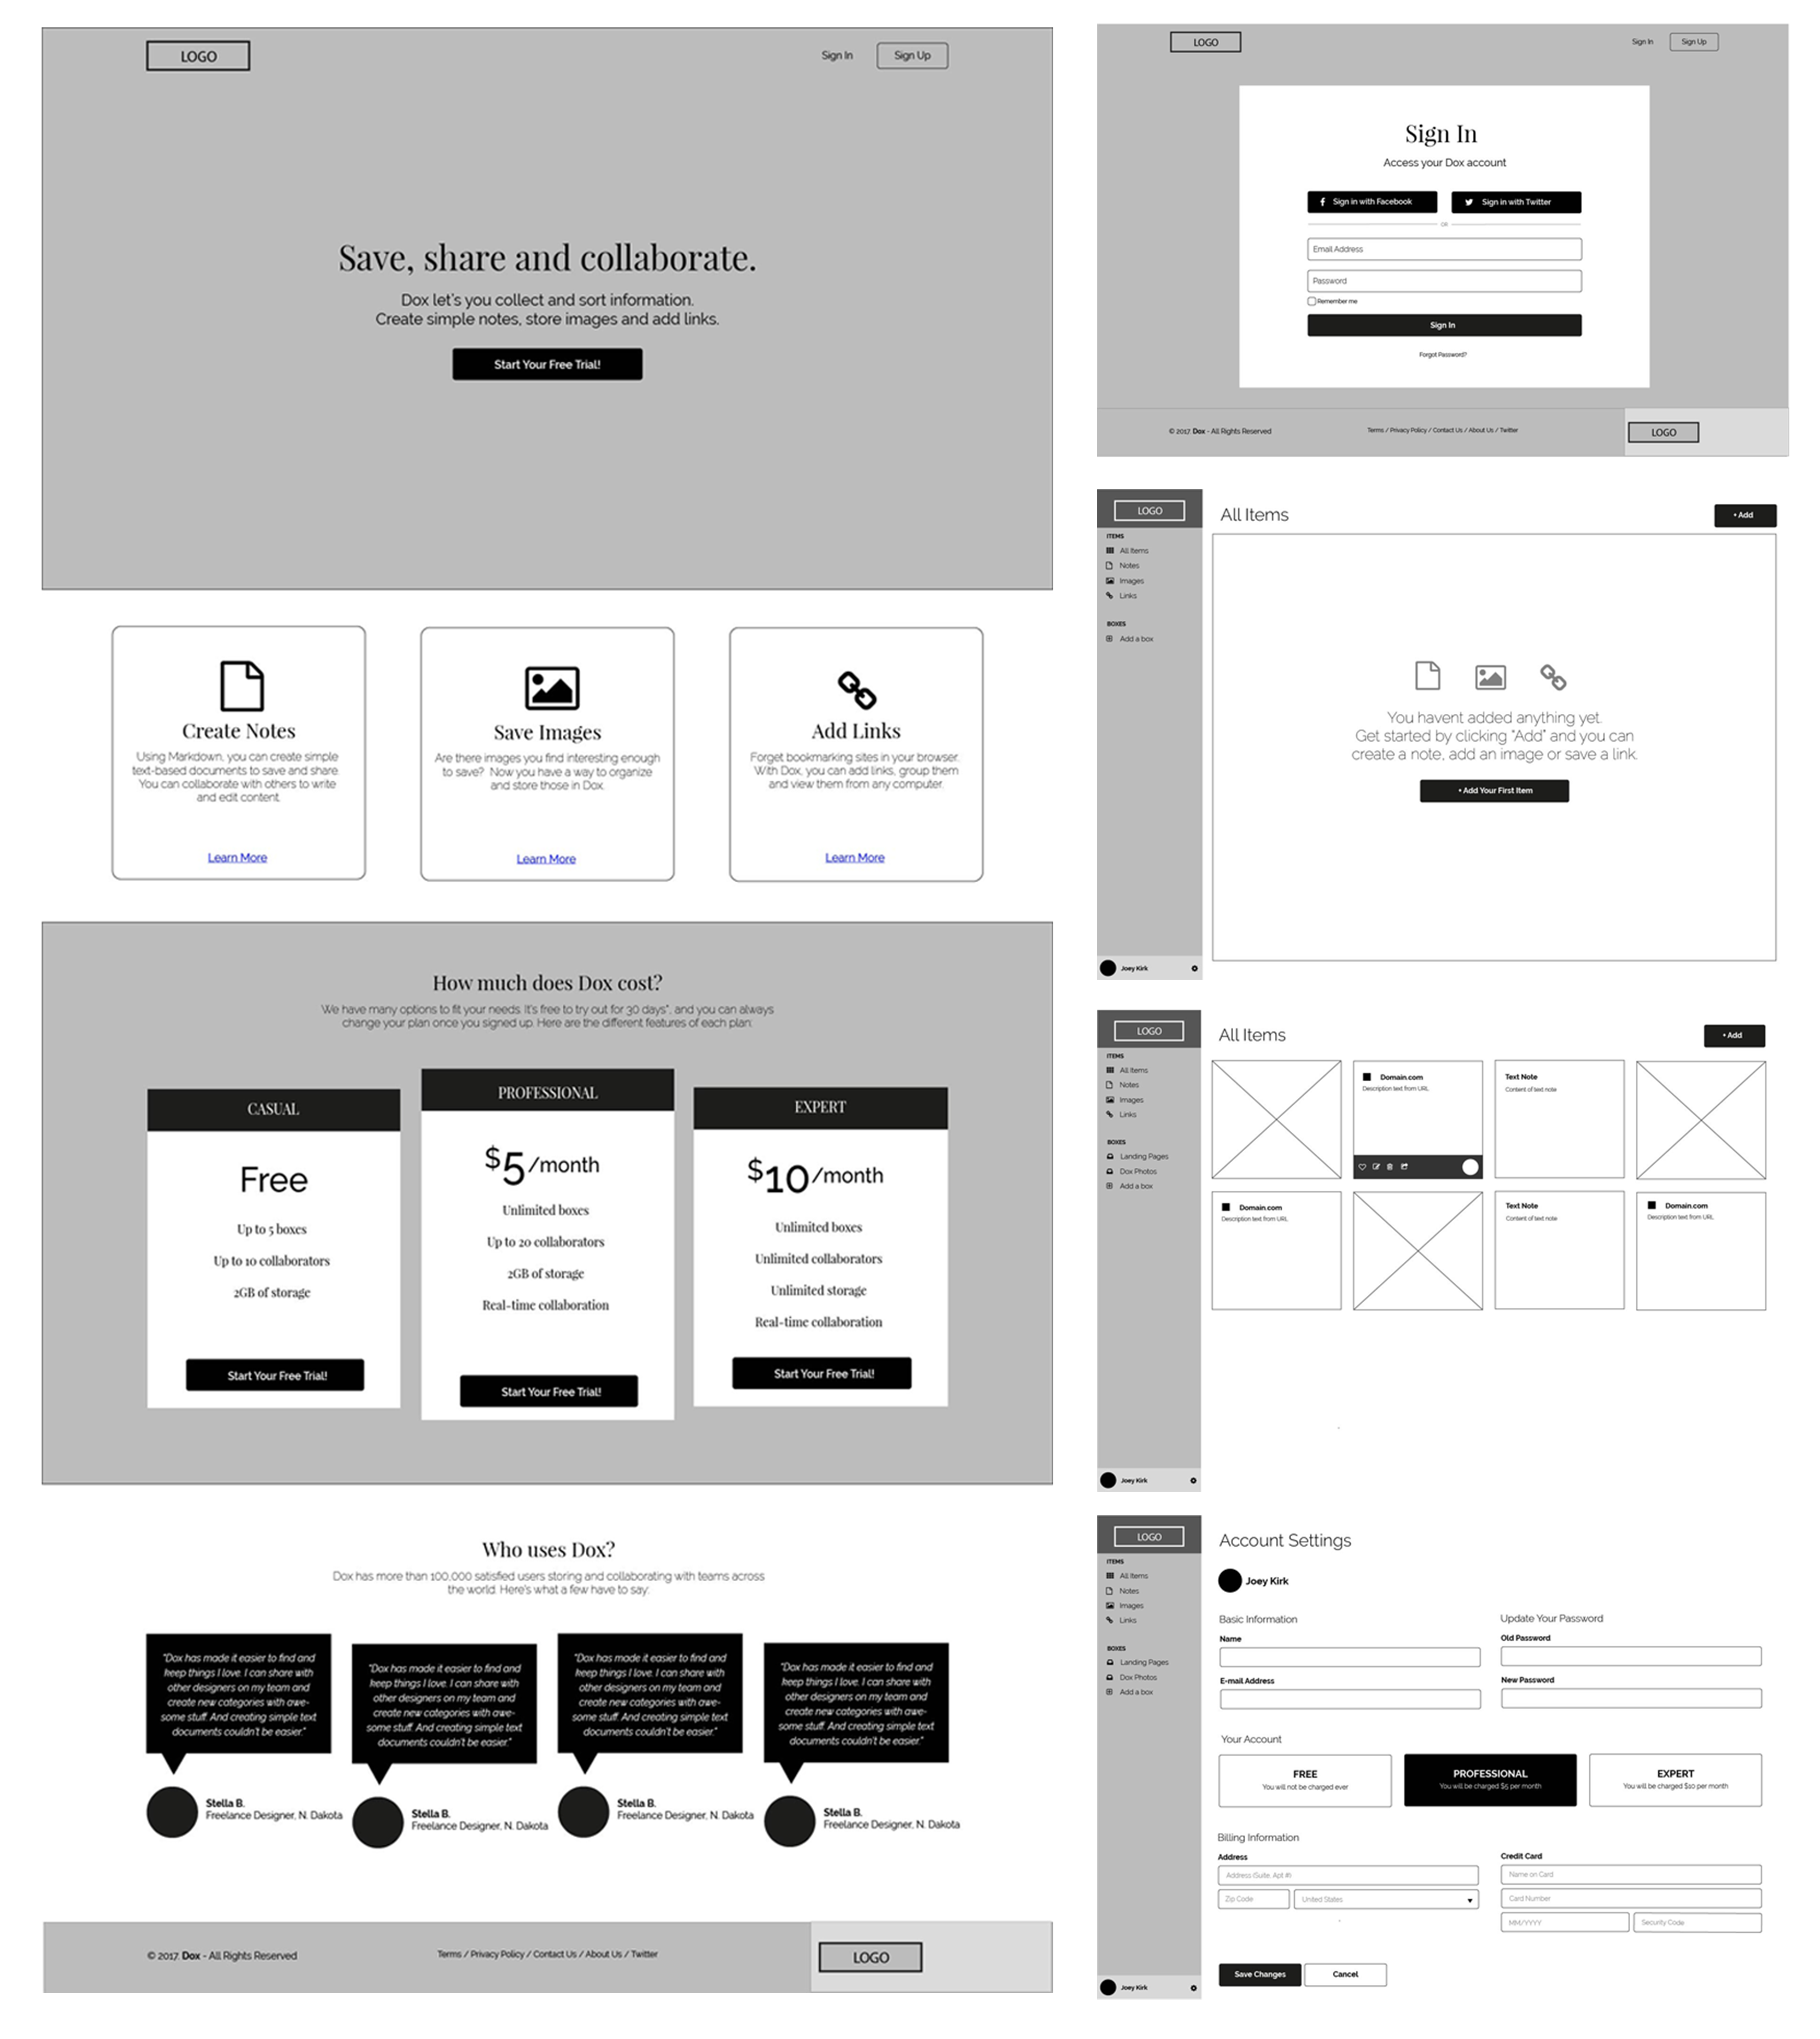 LOGO
Sign In
Sign Up
Save, share and collaborate.
Dox let's you collect and sort information.
Create simple notes, store images and add links.
Start Your Free Trial!
Create Notes
Using Markdown, you can create simple
text-based documents to save and share.
You can collaborate with others to write
and edit content.
Learn More
Save Images
Are there images you find interesting enough
to save? Now you have a way to organize
and store those in Dox.
Learn More
Add Links
Forget bookmarking sites in your browser.
With Dox, you can add links, group them
and view them from any computer.
Learn More
How much does Dox cost?
We have many options to fit your needs. It's free to try out for 30 days*, and you can always
change your plan once you signed up. Here are the different features of each plan:
CASUAL
Free
Up to 5 boxes
Up to 10 collaborators
2GB of storage
Start Your Free Trial!
PROFESSIONAL
$5/month
Unlimited boxes
Up to 20 collaborators
2GB of storage
Real-time collaboration
Start Your Free Trial!
EXPERT
$10/month
Unlimited boxes
Unlimited collaborators
Unlimited storage
Real-time collaboration
Start Your Free Trial!
Who uses Dox?
Dox has more than 100,000 satisfied users storing and collaborating with teams across
the world. Here's what a few have to say:
"Dox has made it easier to find and
keep things I love. I can share with
other designers on my team and
create new categories with awe-
some stuff. And creating simple text
documents couldn't be easier."
Stella B.
Freelance Designer, N. Dakota
"Dox has made it easier to find and
keep things I love. I can share with
other designers on my team and
create new categories with awe-
some stuff. And creating simple text
documents couldn't be easier."
Stella B.
Freelance Designer, N. Dakota
"Dox has made it easier to find and
keep things I love. I can share with
other designers on my team and
create new categories with awe-
some stuff. And creating simple text
documents couldn't be easier."
Stella B.
Freelance Designer, N. Dakota
"Dox has made it easier to find and
keep things I love. I can share with
other designers on my team and
create new categories with awe-
some stuff. And creating simple text
documents couldn't be easier."
Stella B.
Freelance Designer, N. Dakota
© 2017. Dox - All Rights Reserved
Terms / Privacy Policy / Contact Us / About Us / Twitter
LOGO
LOGO
Sign In
Sign Up
Sign In
Access your Dox account
Sign in with Facebook
Sign in with Twitter
OR
Email Address
Password
Remember me
Sign In
Forgot Password?
© 2017. Dox - All Rights Reserved
Terms / Privacy Policy / Contact Us / About Us / Twitter
LOGO
LOGO
ITEMS
All Items
Notes
Images
Links
BOXES
Add a box
Joey Kirk
All Items
+ Add
You havent added anything yet.
Get started by clicking "Add" and you can
create a note, add an image or save a link.
+ Add Your First Item
LOGO
ITEMS
All Items
Notes
Images
Links
BOXES
Landing Pages
Dox Photos
Add a box
Joey Kirk
All Items
+ Add
Domain.com
Description text from URL
Text Note
Content of text note
Domain.com
Description text from URL
Text Note
Content of text note
Domain.com
Description text from URL
LOGO
ITEMS
All Items
Notes
Images
Links
BOXES
Landing Pages
Dox Photos
Add a box
Joey Kirk
Account Settings
Joey Kirk
Basic Information
Name
E-mail Address
Update Your Password
Old Password
New Password
Your Account
FREE
You will not be charged ever
PROFESSIONAL
You will be charged $5 per month
EXPERT
You will be charged $10 per month
Billing Information
Address
Address (Suite, Apt #)
Zip Code
United States
Credit Card
Name on Card
Card Number
MM/YYYY
Security Code
Save Changes
Cancel